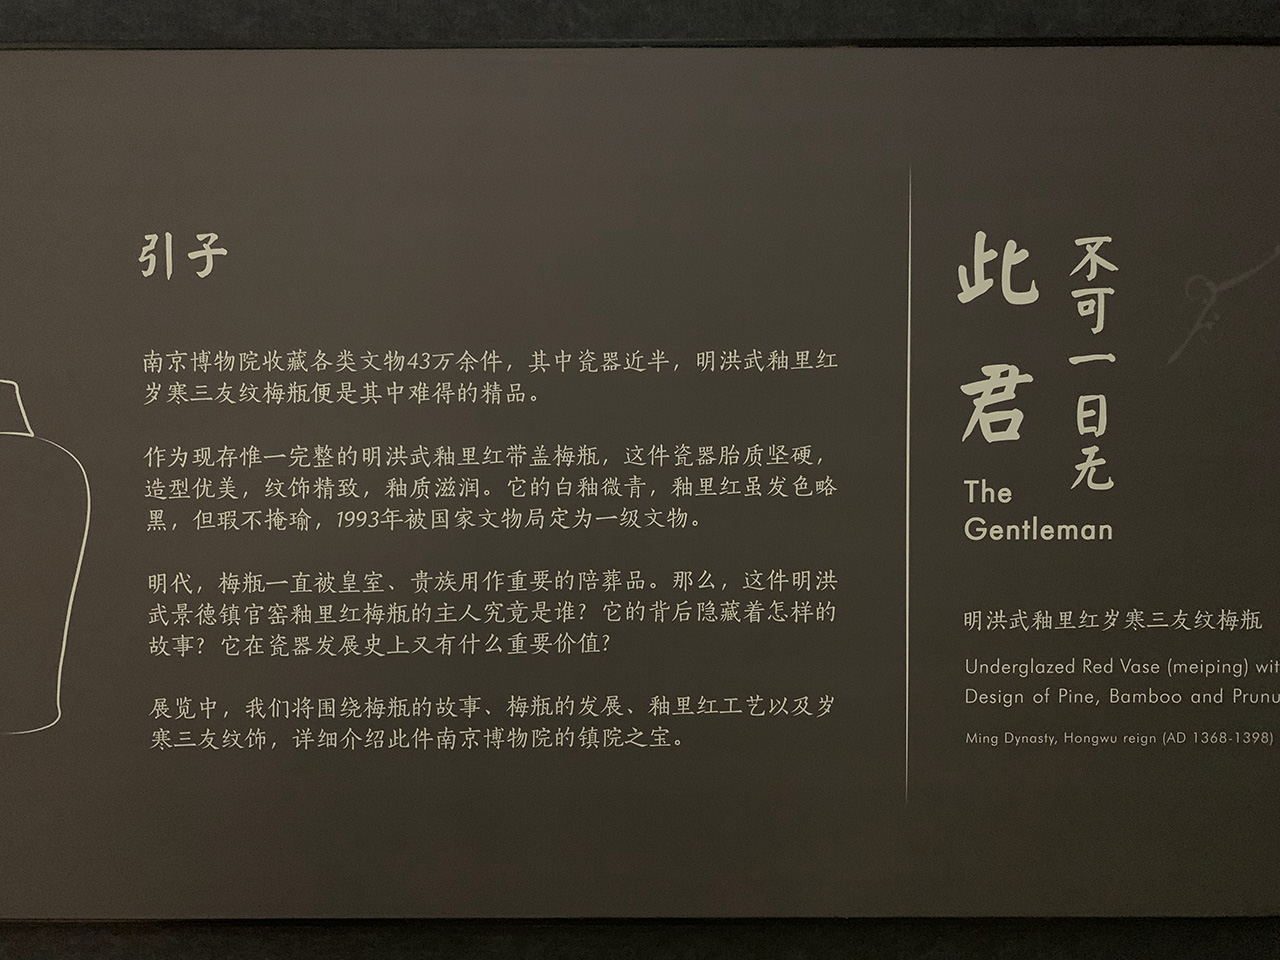 引子
南京博物院收藏各类文物43万余件，其中瓷器近半，明洪武釉里红
岁寒三友纹梅瓶便是其中难得的精品。
作为现存惟一完整的明洪武釉里红带盖梅瓶，这件瓷器胎质坚硬，
造型优美，纹饰精致，釉质滋润。它的白釉微青，釉里红虽发色略
黑，但瑕不掩瑜，1993年被国家文物局定为一级文物。
明代，梅瓶一直被皇室、贵族用作重要的陪葬品。那么，这件明洪
武景德镇官窑釉里红梅瓶的主人究竟是谁？它的背后隐藏着怎样的
故事？它在瓷器发展史上又有什么重要价值？
展览中，我们将围绕梅瓶的故事、梅瓶的发展、釉里红工艺以及岁
寒三友纹饰，详细介绍此件南京博物院的镇院之宝。
不可一日无
此君
The
Gentleman
明洪武釉里红岁寒三友纹梅瓶
Underglazed Red Vase (meiping) wit
Design of Pine, Bamboo and Prunu
Ming Dynasty, Hongwu reign (AD 1368-1398)